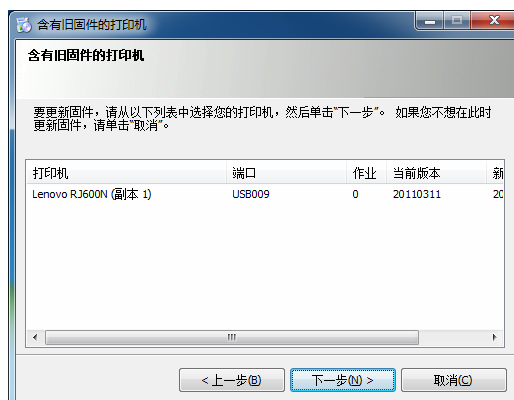 含有旧固件的打印机
含有旧固件的打印机
要更新固件，请从以下列表中选择您的打印机，然后单击“下一步”。 如果您不想在此时
更新固件，请单击“取消”。
打印机 端口 作业 当前版本 新
Lenovo RJ600N (副本 1) USB009 0 20110311 20
< 上一步(B) 下一步(N) > 取消(C)